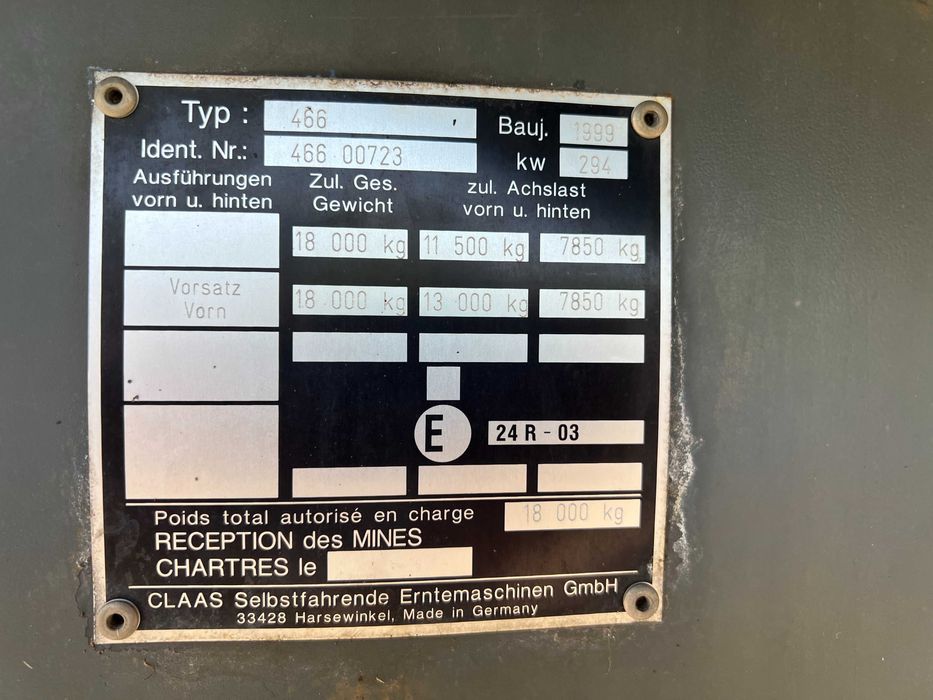 Typ : 466
Bauj. 1999
Ident. Nr.: 466 00723
kw 294
Ausführungen vorn u. hinten
Zul. Ges. Gewicht
zul. Achslast vorn u. hinten
18 000 kg 11 500 kg 7850 kg
Vorsatz Vorn 18 000 kg 13 000 kg 7850 kg
E 24 R - 03
Poids total autorisé en charge 18 000 kg
RECEPTION des MINES
CHARTRES le
CLAAS Selbstfahrende Erntemaschinen GmbH
33428 Harsewinkel, Made in Germany